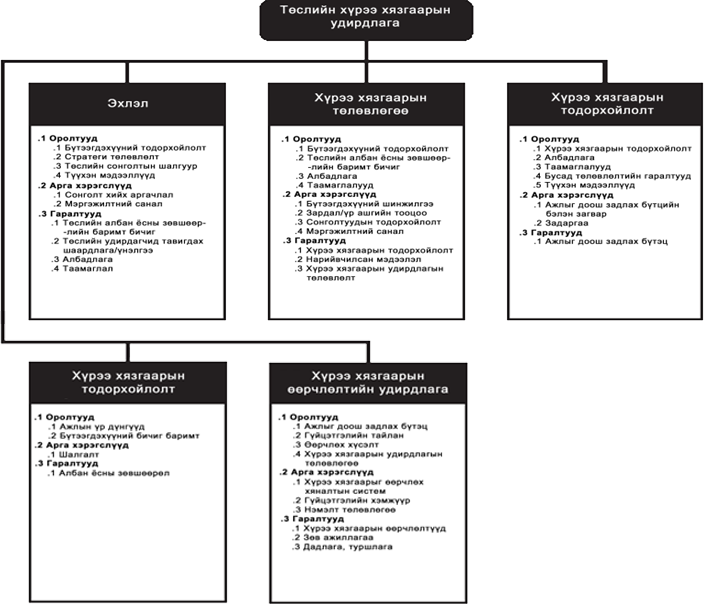 Төслийн хүрээ хязгаарын
удирдлага
Эхлэл
.1 Оролтууд
.1 Бүтээгдэхүүний тодорхойлолт
.2 Стратеги төлөвлөлт
.3 Төслийн сонголтын шалгуур
.4 Түүхэн мэдээллүүд
.2 Арга хэрэгслүүд
.1 Сонголт хийх аргачлал
.2 Мэргэжилтний санал
.3 Гаралтууд
.1 Төслийн албан ёсны зөвшөөр-
-лийн баримт бичиг
.2 Төслийн удирдагчид тавигдах
шаардлага/үнэлгээ
.3 Албадлага
.4 Таамаглал
Хүрээ хязгаарын
төлөвлөгөө
.1 Оролтууд
.1 Бүтээгдэхүүний тодорхойлолт
.2 Төслийн албан ёсны зөвшөөр-
-лийн баримт бичиг
.3 Албадлага
.4 Таамаглалууд
.2 Арга хэрэгслүүд
.1 Бүтээгдэхүүний шинжилгээ
.2 Зардал/үр ашгийн тооцоо
.3 Сонголтуудын тодорхойлолт
.4 Мэргэжилтний санал
.3 Гаралтууд
.1 Хүрээ хязгаарын тодорхойлолт
.2 Нарийвчилсан мэдээлэл
.3 Хүрээ хязгаарын удирдлагын
төлөвлөлт
Хүрээ хязгаарын
тодорхойлолт
.1 Оролтууд
.1 Хүрээ хязгаарын тодорхойлолт
.2 Албадлага
.3 Таамаглалууд
.4 Бусад төлөвлөлтийн гаралтууд
.5 Түүхэн мэдээллүүд
.2 Арга хэрэгслүүд
.1 Ажлыг доош задлах бүтцийн
бэлэн загвар
.2 Задаргаа
.3 Гаралтууд
.1 Ажлыг доош задлах бүтэц
Хүрээ хязгаарын
тодорхойлолт
.1 Оролтууд
.1 Ажлын үр дүнгүүд
.2 Бүтээгдэхүүний бичиг баримт
.2 Арга хэрэгслүүд
.1 Шалгалт
.3 Гаралтууд
.1 Албан ёсны зөвшөөрөл
Хүрээ хязгаарын
өөрчлөлтийн удирдлага
.1 Оролтууд
.1 Ажлыг доош задлах бүтэц
.2 Гүйцэтгэлийн тайлан
.3 Өөрчлөх хүсэлт
.4 Хүрээ хязгаарын удирдлагын
төлөвлөгөө
.2 Арга хэрэгслүүд
.1 Хүрээ хязгаарыг өөрчлөх
хяналтын систем
.2 Гүйцэтгэлийн хэмжүүр
.3 Нэмэлт төлөвлөгөө
.3 Гаралтууд
.1 Хүрээ хязгаарын өөрчлөлтүүд
.2 Зөв ажиллагаа
.3 Дадлага, туршлага